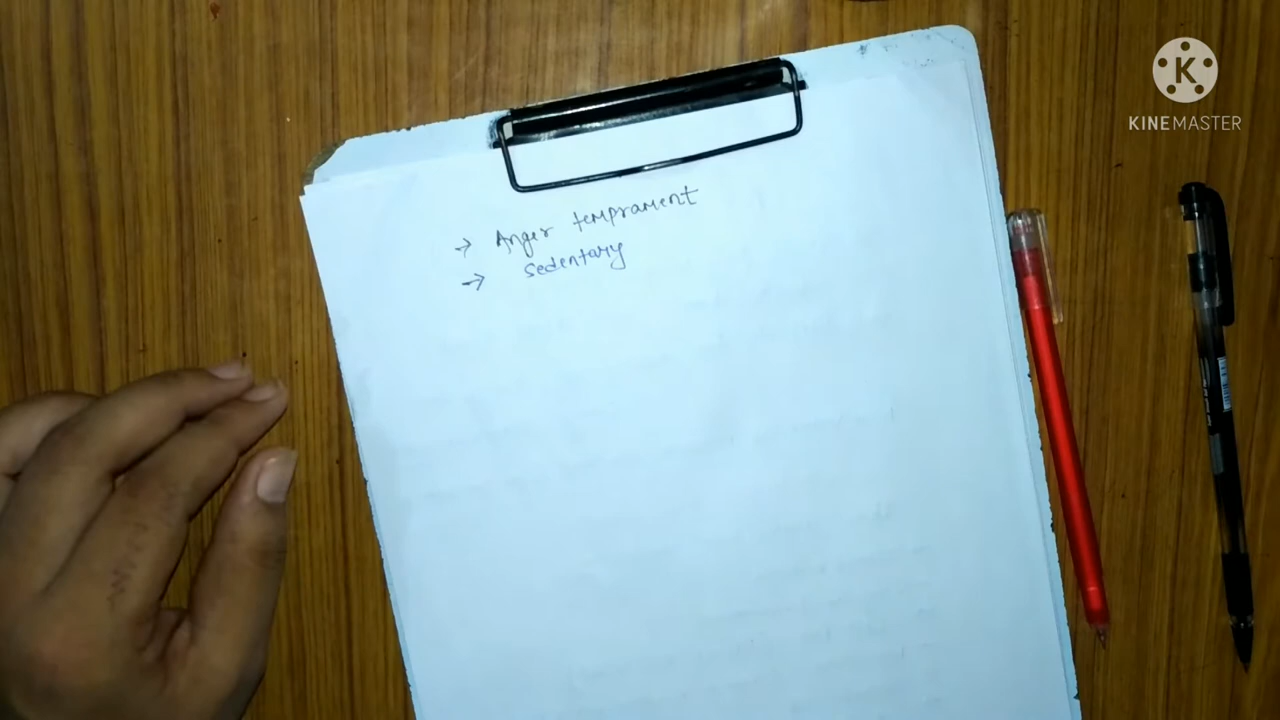 KINEMASTER
→ Anger temprament
→ Sedentary